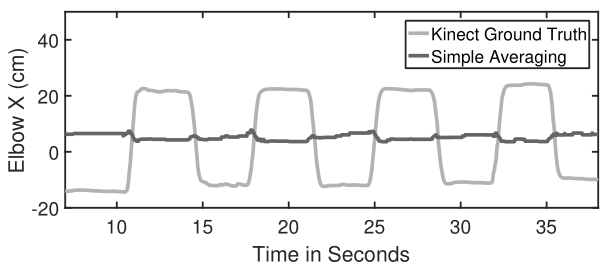 Kinect Ground Truth
Simple Averaging
Elbow X (cm)
40
20
0
-20
10 15 20 25 30 35
Time in Seconds